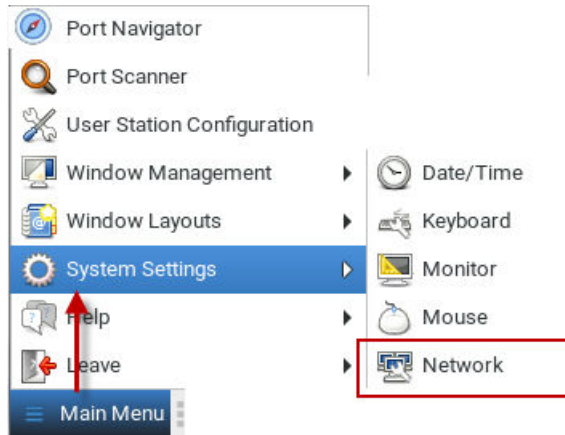 Port Navigator
Port Scanner
User Station Configuration
Window Management
Window Layouts
System Settings
Help
Leave
Main Menu
Date/Time
Keyboard
Monitor
Mouse
Network